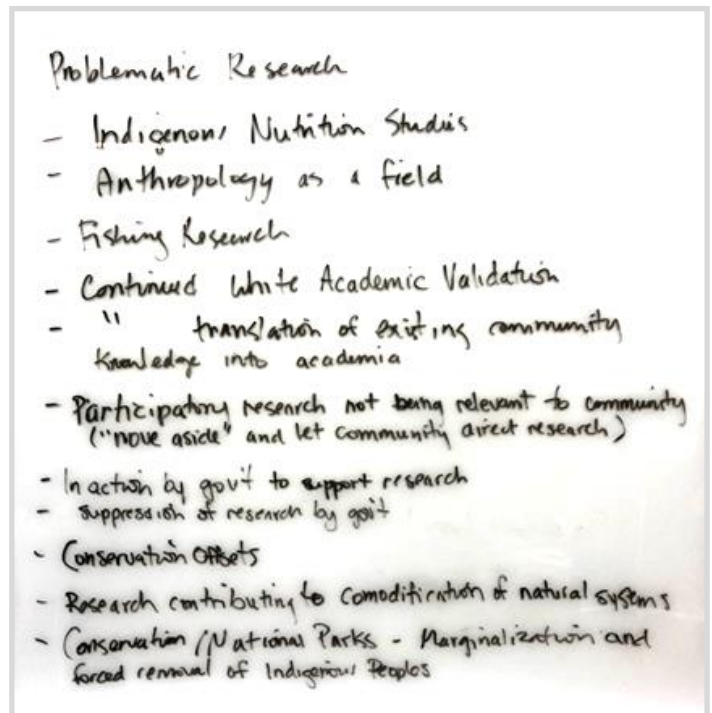 Problematic Research
- Indigenous Nutrition Studies
- Anthropology as a field
- Fishing Research
- Continued White Academic Validation
- " translation of existing community
knowledge into academia
- Participatory research not being relevant to community
("move aside" and let community direct research)
- Inaction by gov't to support research
- suppression of research by gov't
- Conservation Offsets
- Research contributing to Comodification of natural systems
- Conservation/National Parks - Marginalization and
forced removal of Indigenous Peoples